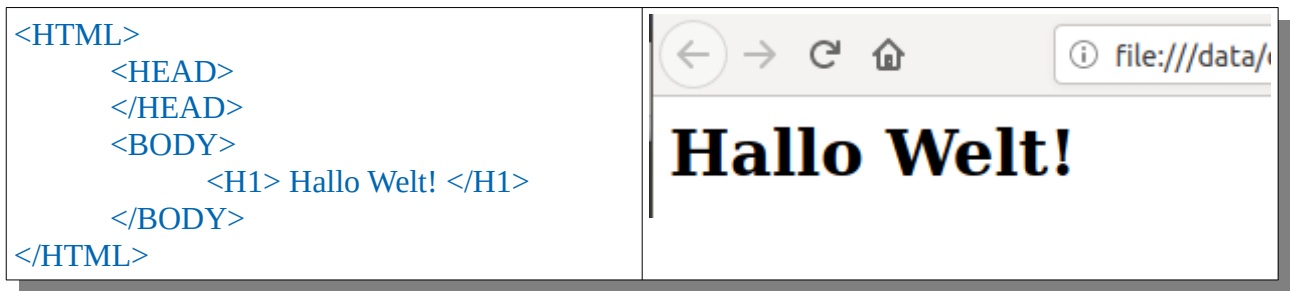 <HTML>
<HEAD>
</HEAD>
<BODY>
<H1> Hallo Welt! </H1>
</BODY>
</HTML>
file:///data/
Hallo Welt!